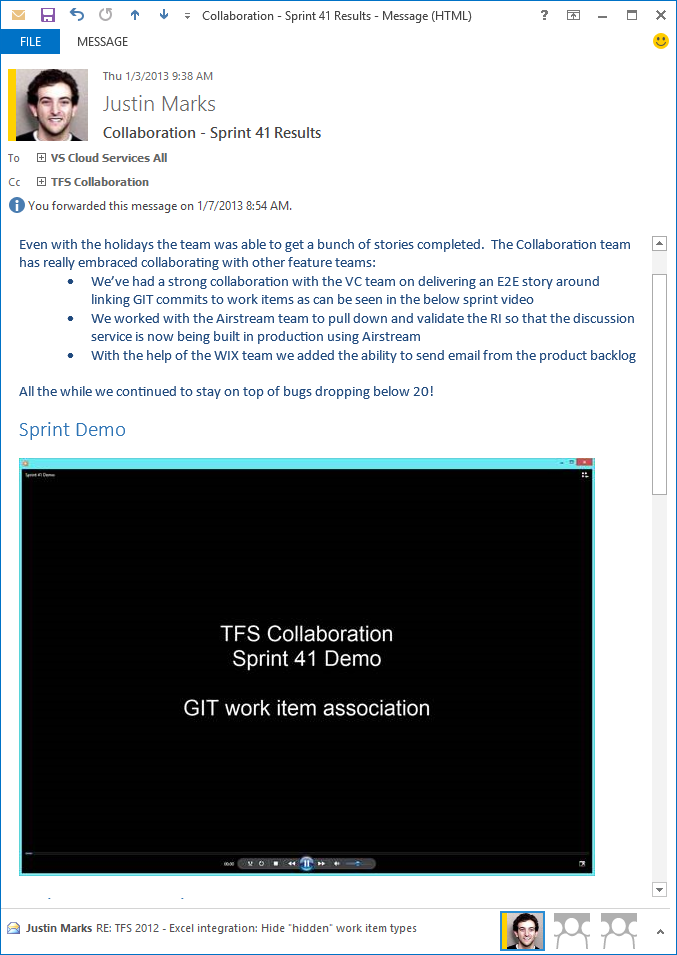 Collaboration - Sprint 41 Results - Message (HTML)
?
FILE MESSAGE
Thu 1/3/2013 9:38 AM
Justin Marks
Collaboration - Sprint 41 Results
To VS Cloud Services All
Cc TFS Collaboration
You forwarded this message on 1/7/2013 8:54 AM.
Even with the holidays the team was able to get a bunch of stories completed. The Collaboration team
has really embraced collaborating with other feature teams:
• We’ve had a strong collaboration with the VC team on delivering an E2E story around
linking GIT commits to work items as can be seen in the below sprint video
• We worked with the Airstream team to pull down and validate the RI so that the discussion
service is now being built in production using Airstream
• With the help of the WIX team we added the ability to send email from the product backlog
All the while we continued to stay on top of bugs dropping below 20!
Sprint Demo
Sprint 41 Demo
TFS Collaboration
Sprint 41 Demo
GIT work item association
00:00
Justin Marks RE: TFS 2012 - Excel integration: Hide "hidden" work item types